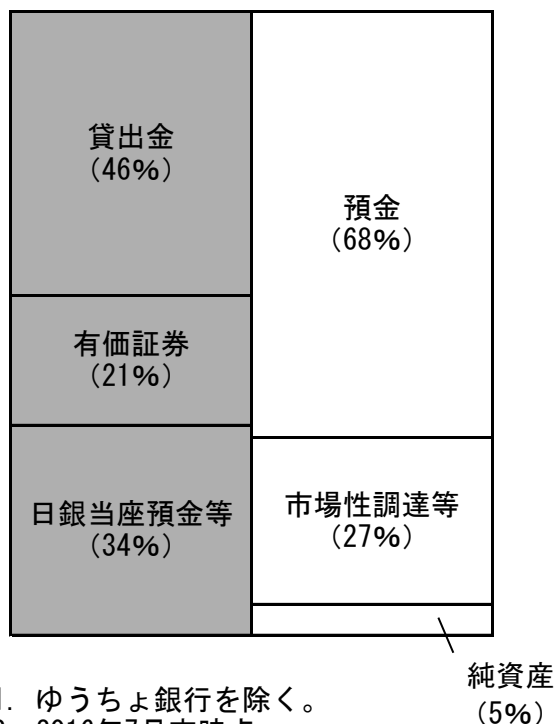 貸出金
(46%)
預金
(68%)
有価証券
(21%)
日銀当座預金等
(34%)
市場性調達等
(27%)
純資産
(5%)
. ゆうちょ銀行を除く。